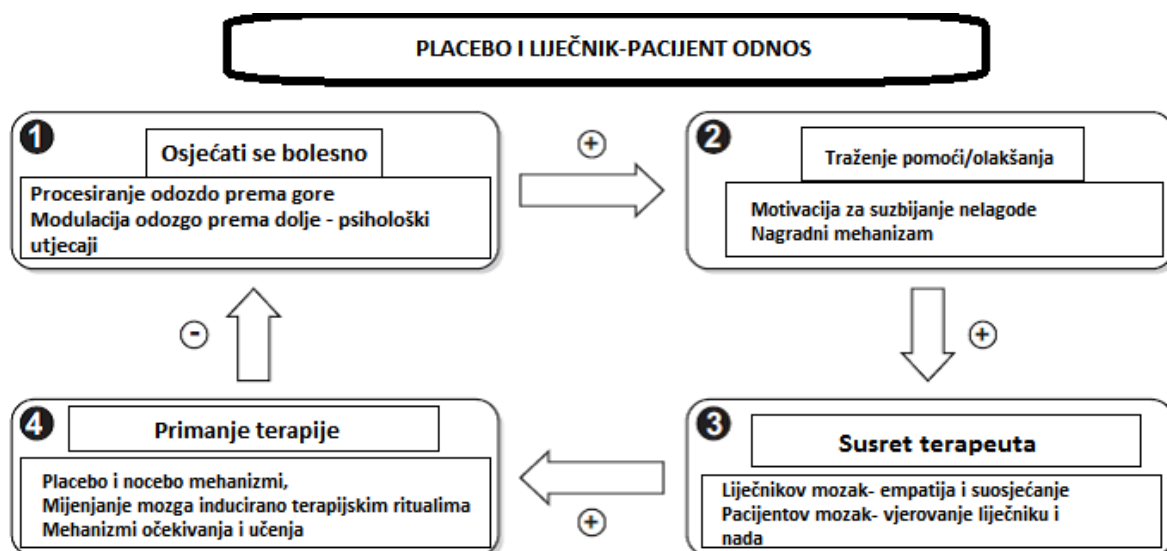 PLACEBO I LIJEČNIK-PACIJENT ODNOS
1
Osjećati se bolesno
Procesiranje odozdo prema gore
Modulacija odozgo prema dolje - psihološki
utjecaji
+
2
Traženje pomoći/olakšanja
Motivacija za suzbijanje nelagode
Nagradni mehanizam
-
+
4
Primanje terapije
Placebo i nocebo mehanizmi,
Mijenjanje mozga inducirano terapijskim ritualima
Mehanizmi očekivanja i učenja
+
3
Susret terapeuta
Liječnikov mozak- empatija i suosjećanje
Pacijentov mozak- vjerovanje liječniku i
nada